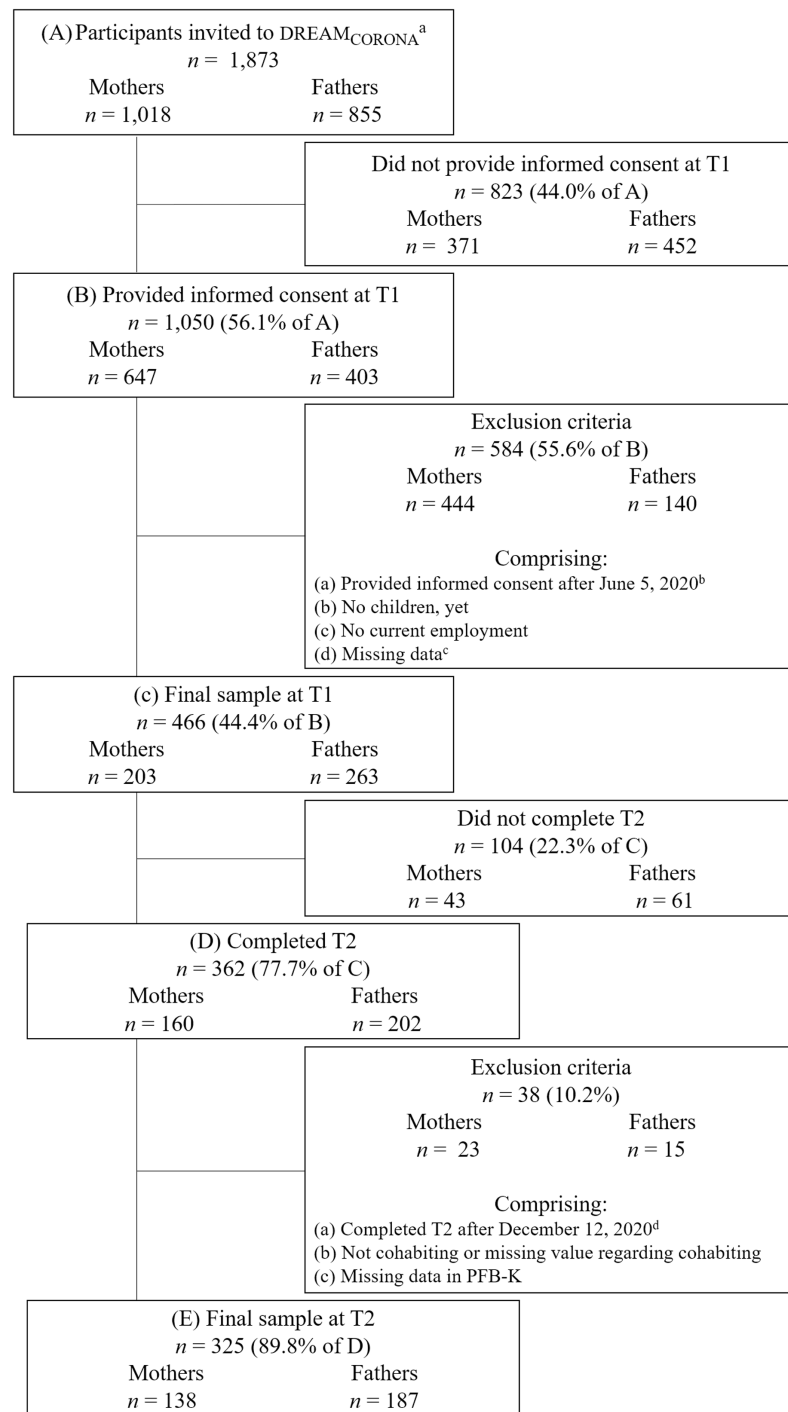 (A) Participants invited to DREAM_CORONA^a
n = 1,873
Mothers Fathers
n = 1,018 n = 855
Did not provide informed consent at T1
n = 823 (44.0% of A)
Mothers Fathers
n = 371 n = 452
(B) Provided informed consent at T1
n = 1,050 (56.1% of A)
Mothers Fathers
n = 647 n = 403
Exclusion criteria
n = 584 (55.6% of B)
Mothers Fathers
n = 444 n = 140
Comprising:
(a) Provided informed consent after June 5, 2020^b
(b) No children, yet
(c) No current employment
(d) Missing data^c
(c) Final sample at T1
n = 466 (44.4% of B)
Mothers Fathers
n = 203 n = 263
Did not complete T2
n = 104 (22.3% of C)
Mothers Fathers
n = 43 n = 61
(D) Completed T2
n = 362 (77.7% of C)
Mothers Fathers
n = 160 n = 202
Exclusion criteria
n = 38 (10.2%)
Mothers Fathers
n = 23 n = 15
Comprising:
(a) Completed T2 after December 12, 2020^d
(b) Not cohabiting or missing value regarding cohabiting
(c) Missing data in PFB-K
(E) Final sample at T2
n = 325 (89.8% of D)
Mothers Fathers
n = 138 n = 187